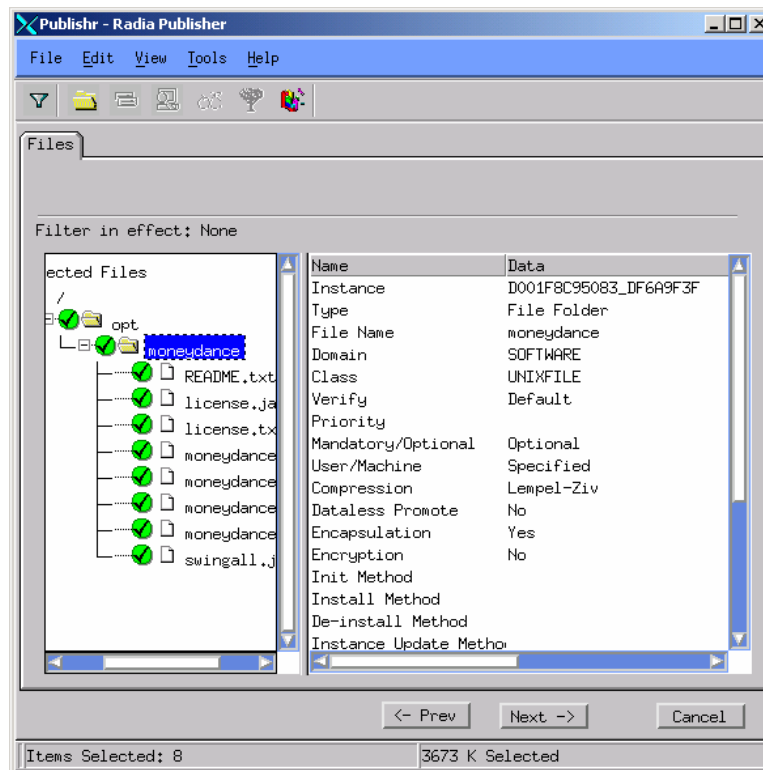 Publishr - Radia Publisher
File Edit View Tools Help
Files
Filter in effect: None
ected Files
/
opt
moneydance
README.txt
license.ja
license.tx
moneydance
moneydance
moneydance
moneydance
swingall.j
Name Data
Instance D001F8C95083_DF6A9F3F
Type File Folder
File Name moneydance
Domain SOFTWARE
Class UNIXFILE
Verify Default
Priority
Mandatory/Optional Optional
User/Machine Specified
Compression Lempel-Ziv
Dataless Promote No
Encapsulation Yes
Encryption No
Init Method
Install Method
De-install Method
Instance Update Metho
<- Prev Next -> Cancel
Items Selected: 8 3673 K Selected